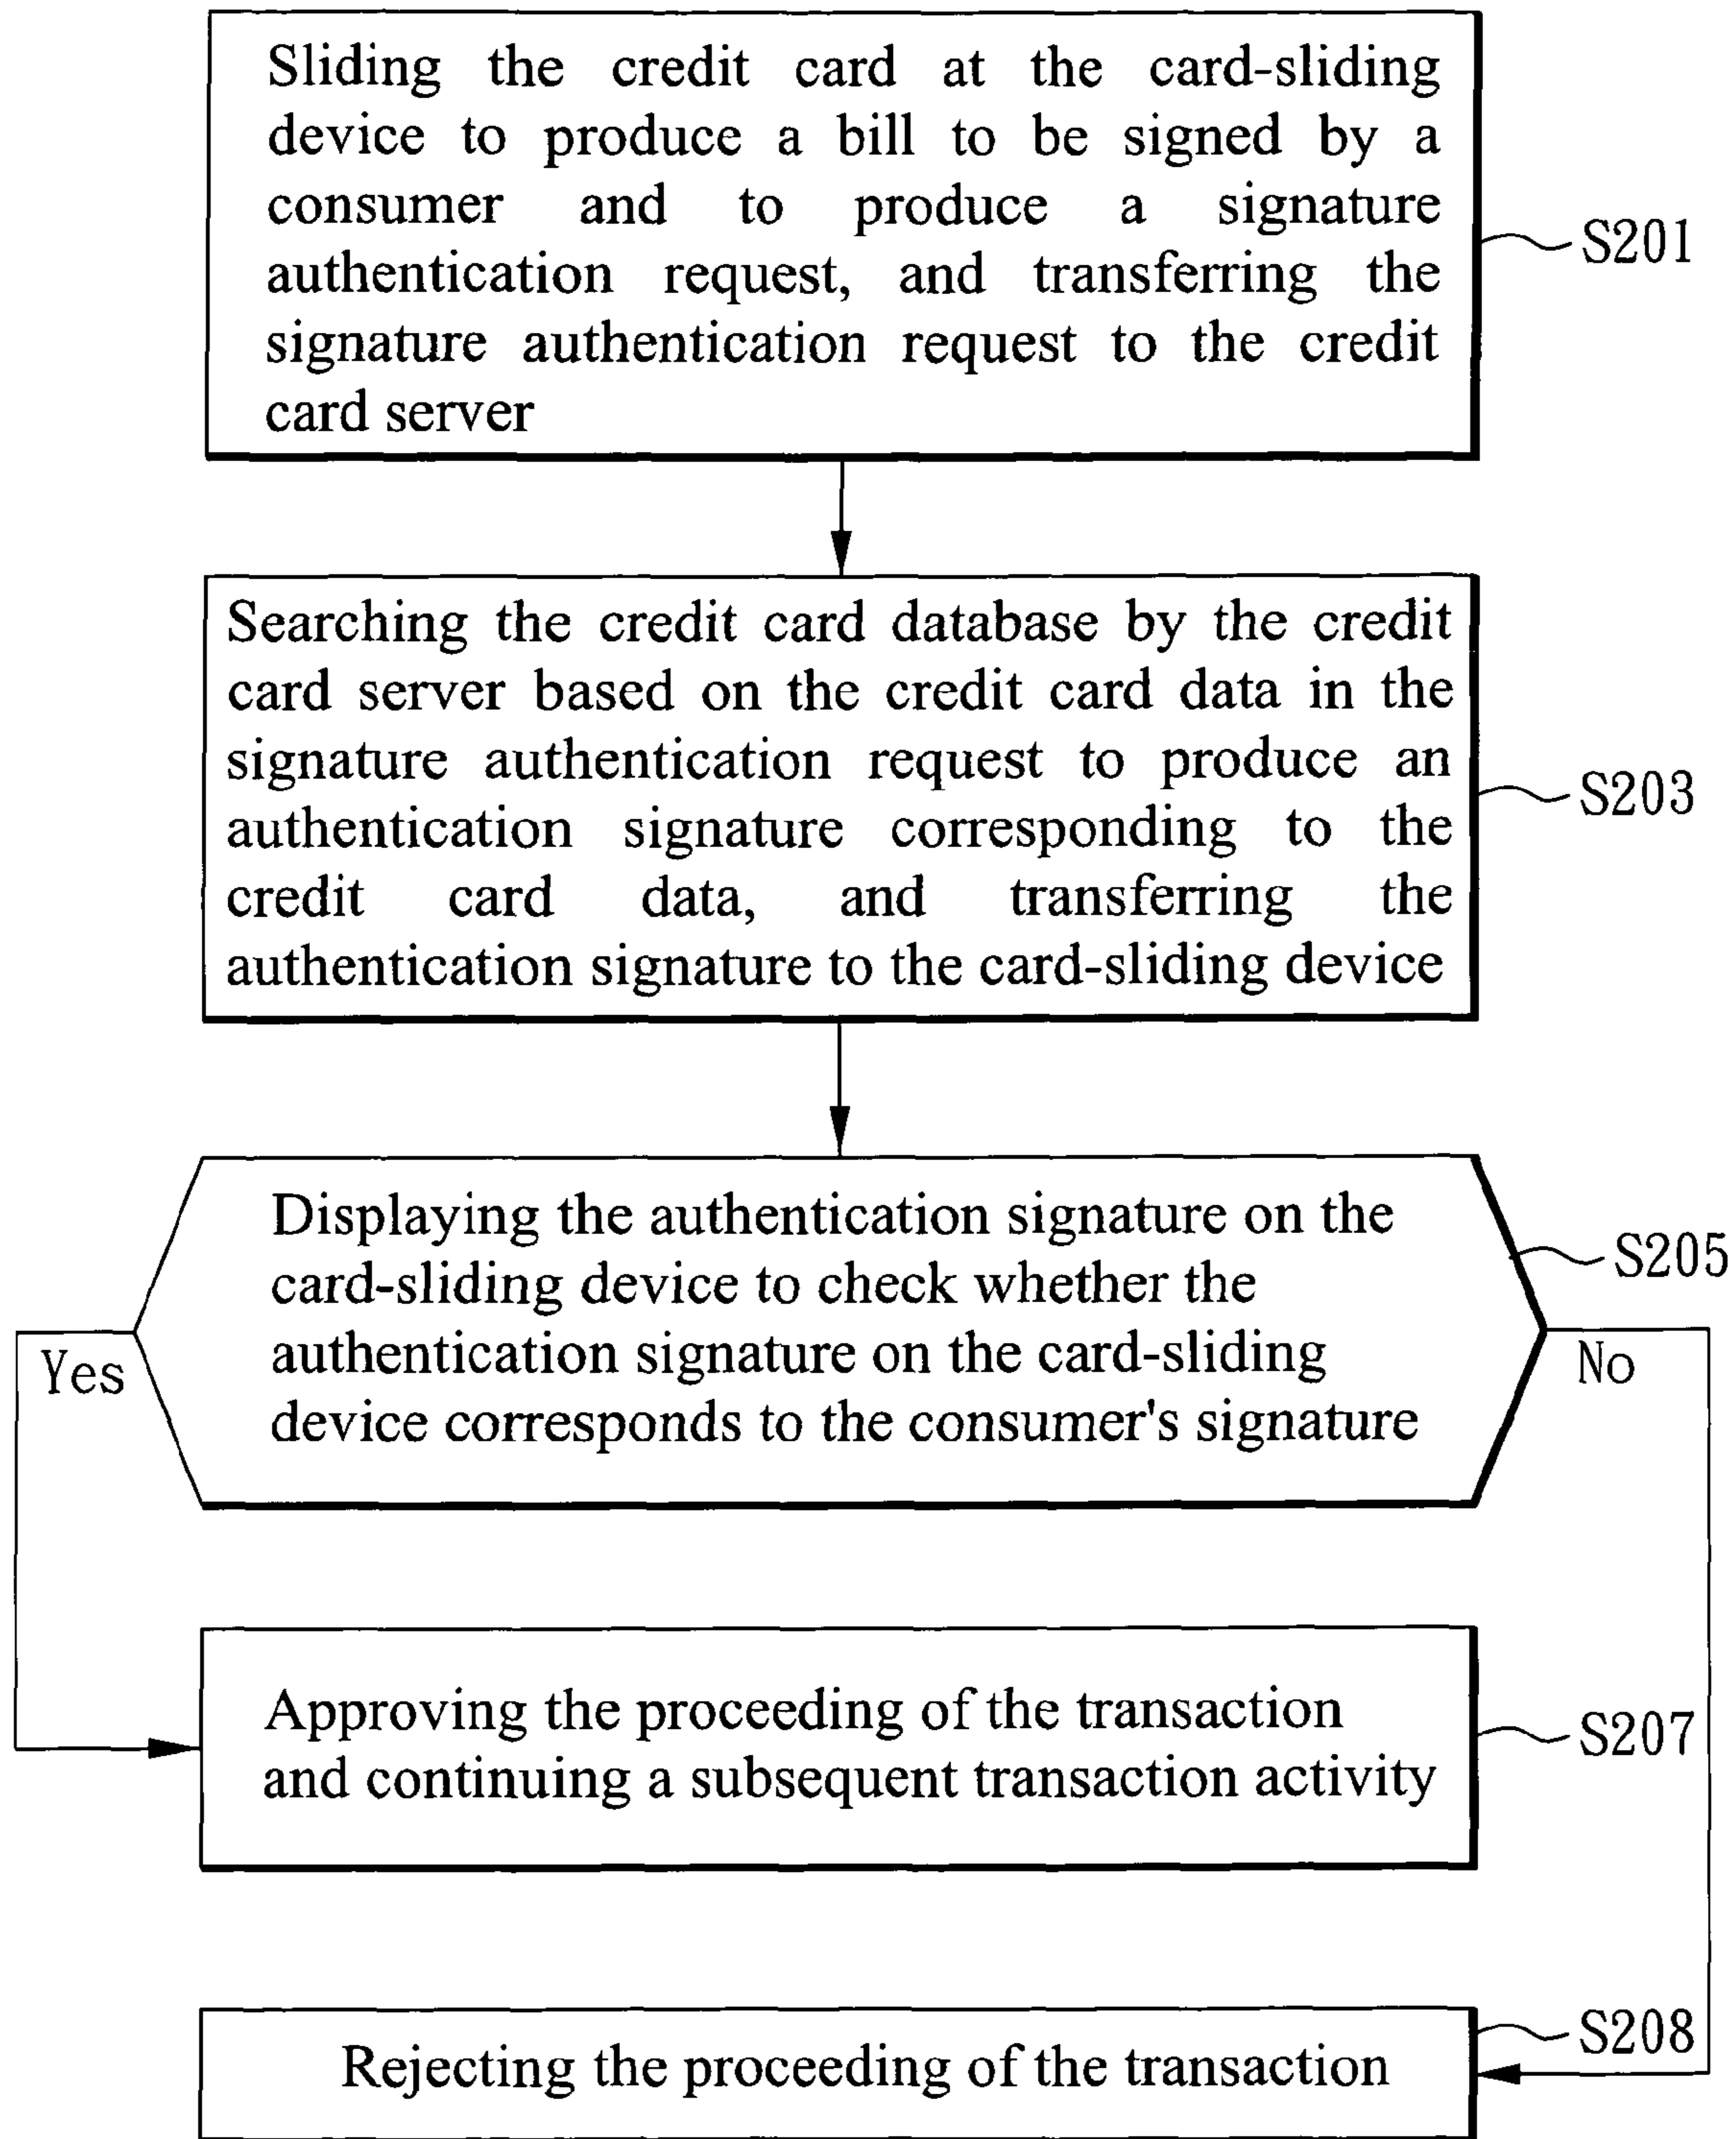 Sliding the credit card at the card-sliding
device to produce a bill to be signed by a
consumer and to produce a signature
authentication request, and transferring the
signature authentication request to the credit
card server
S201
Searching the credit card database by the credit
card server based on the credit card data in the
signature authentication request to produce an
authentication signature corresponding to the
credit card data, and transferring the
authentication signature to the card-sliding device
S203
Displaying the authentication signature on the
card-sliding device to check whether the
authentication signature on the card-sliding
device corresponds to the consumer's signature
S205
Yes
No
Approving the proceeding of the transaction
and continuing a subsequent transaction activity
S207
Rejecting the proceeding of the transaction
S208